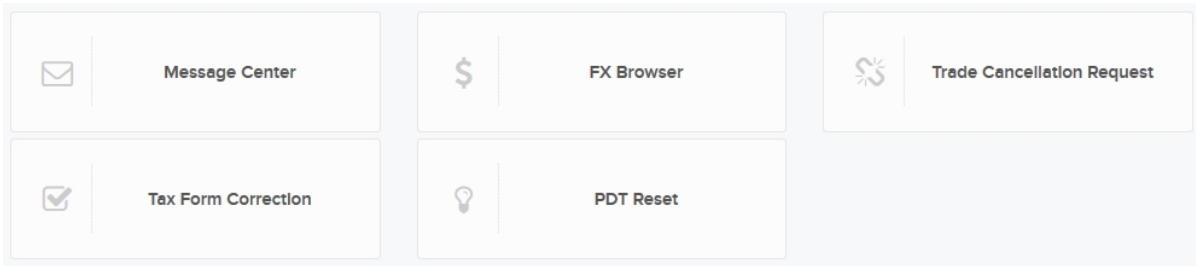 Message Center
FX Browser
Trade Cancellation Request
Tax Form Correction
PDT Reset